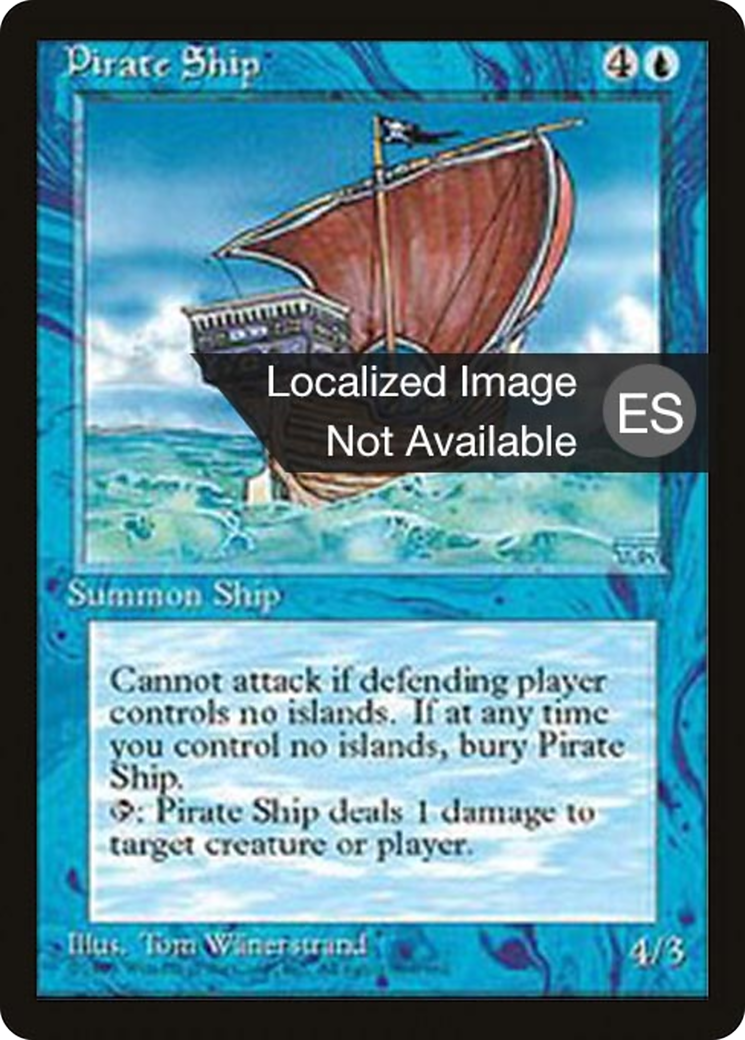 Pirate Ship 4
Localized Image
Not Available
ES
Summon Ship
Cannot attack if defending player
controls no islands. If at any time
you control no islands, bury Pirate
Ship.
: Pirate Ship deals 1 damage to
target creature or player.
Illus. Tom Wänerstrand
4/3